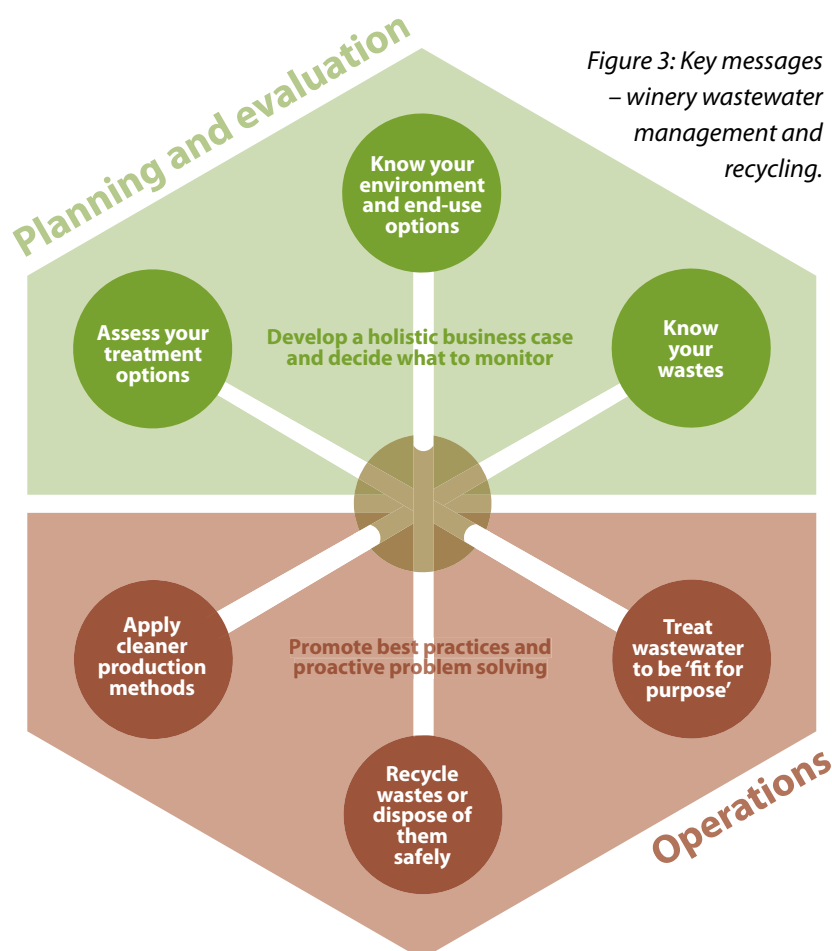 Planning and evaluation
Figure 3: Key messages
– winery wastewater
management and
recycling.
Know your
environment
and end-use
options
Assess your
treatment
options
Develop a holistic business case
and decide what to monitor
Know
your
wastes
Apply
cleaner
production
methods
Promote best practices and
proactive problem solving
Treat
wastewater
to be ‘fit for
purpose’
Recycle
wastes or
dispose of
them
safely
Operations